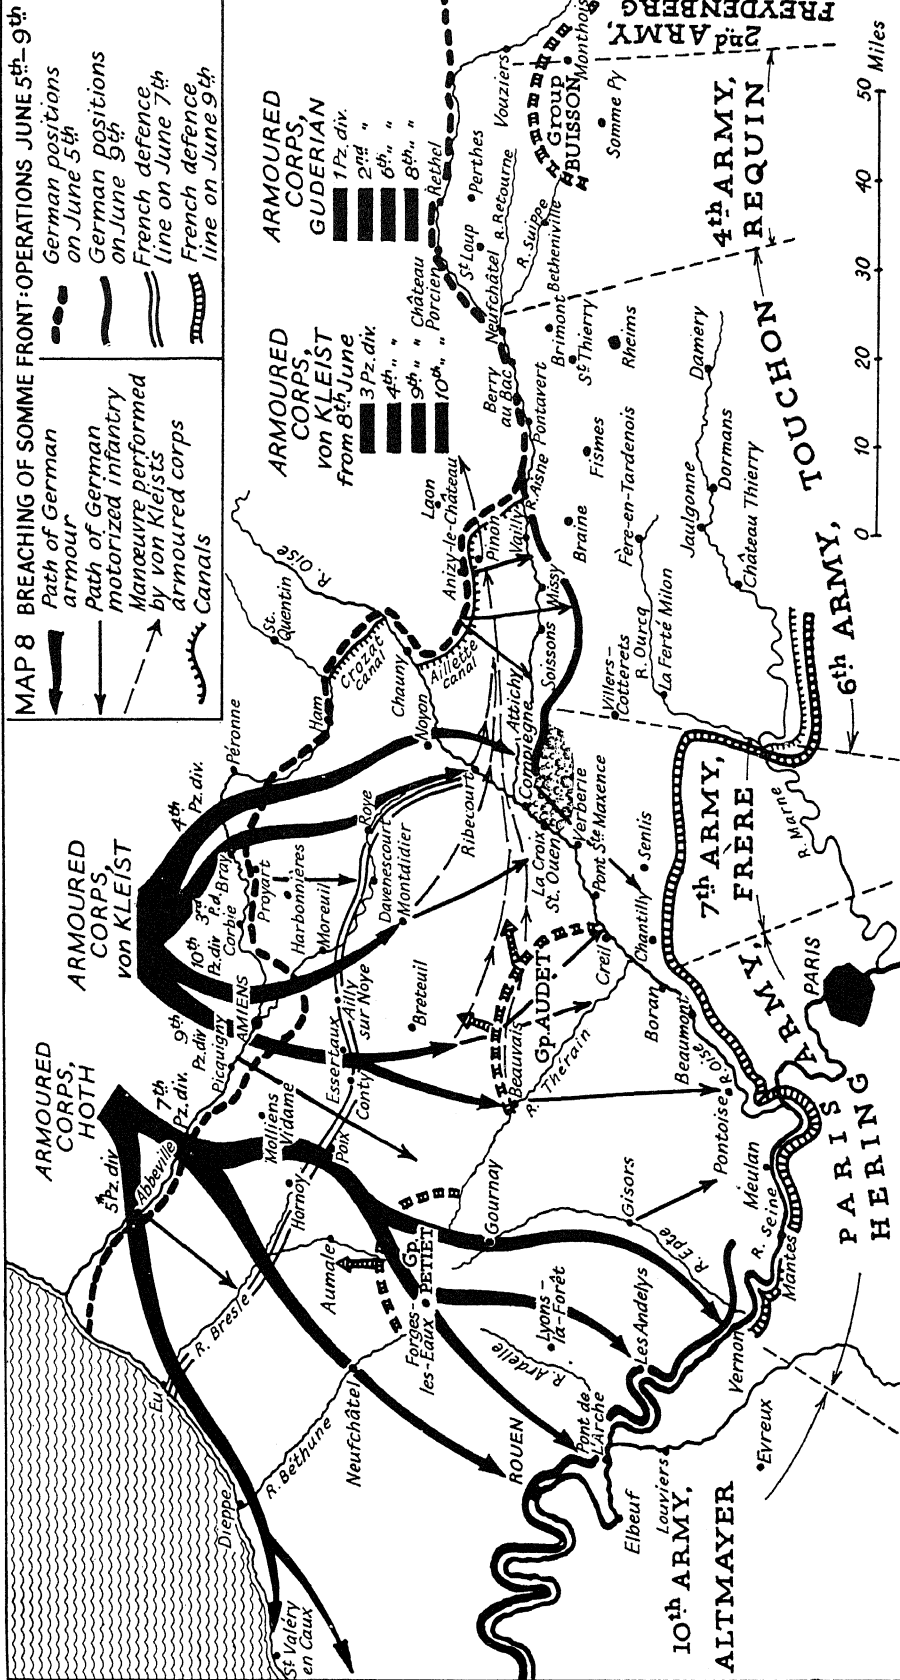 MAP 8 BREACHING OF SOMME FRONT: OPERATIONS JUNE 5th–9th
Path of German
armour
Path of German
motorized infantry
Manœuvre performed
by von Kleists
armoured corps
Canals
German positions
on June 5th
German positions
on June 9th
French defence
line on June 7th
French defence
line on June 9th
ARMOURED
CORPS,
HOTH
5th Pz. div
7th
Pz. div.
ARMOURED
CORPS,
von KLEIST
9th
Pz. div
10th
Pz. div
3rd
P.d.
4th
Pz. div.
ARMOURED
CORPS,
von KLEIST
from 8th June
3 Pz. div.
4th „ „
9th „ „
10th „ „
ARMOURED
CORPS,
GUDERIAN
1 Pz. div.
2nd „
6th „ „
8th „ „
Abbeville
Picquigny
AMIENS
Corbie
Bray
Péronne
Ham
St.
Quentin
R. Oise
Crozat
canal
Chauny
Noyon
Aillette
canal
Anizy-le-Château
Laon
Pinon
Vailly
R. Aisne
Pontavert
Berry
au Bac
Neufchâtel
Château
Porcien
Rethel
St Loup
Perthes
R. Retourne
R. Suippe
Betheniville
Vouziers
Group
BUISSON
Monthois
Somme Py
Brimont
St Thierry
Rheims
Fismes
Braine
Missy
Soissons
Attichy
Compiègne
Ribecourt
Roye
Proyart
Harbonnières
Moreuil
Davenescourt
Montdidier
Ailly
sur Noye
Essertaux
Conty
Breteuil
Molliens
Vidame
Poix
Hornoy
Aumale
R. Bresle
Eu
Dieppe
R. Béthune
Neufchâtel
St Valéry
en Caux
Forges-
les-Eaux
Gp.
PETIET
Gournay
Gp. AUDET
Beauvais
R. Therain
La Croix
St. Ouen
Verberie
Pont Ste Maxence
Creil
Chantilly
Senlis
Villers-
Cotterets
R. Ourcq
La Ferté Milon
Fère-en-Tardenois
Jaulgonne
Dormans
Damery
Château Thierry
R. Marne
Boran
Beaumont
R. Oise
Pontoise
PARIS
Meulan
R. Seine
Mantes
Gisors
R. Epte
Les Andelys
Vernon
Lyons-
la-Forêt
R. Ardelle
ROUEN
Pont de
L'Arche
Elbeuf
Louviers
Evreux
10th ARMY,
ALTMAYER
PARIS ARMY,
HERING
7th ARMY,
FRÈRE
6th ARMY, TOUCHON
4th ARMY,
REQUIN
2nd ARMY,
FREYDENBERG
0 10 20 30 40 50 Miles